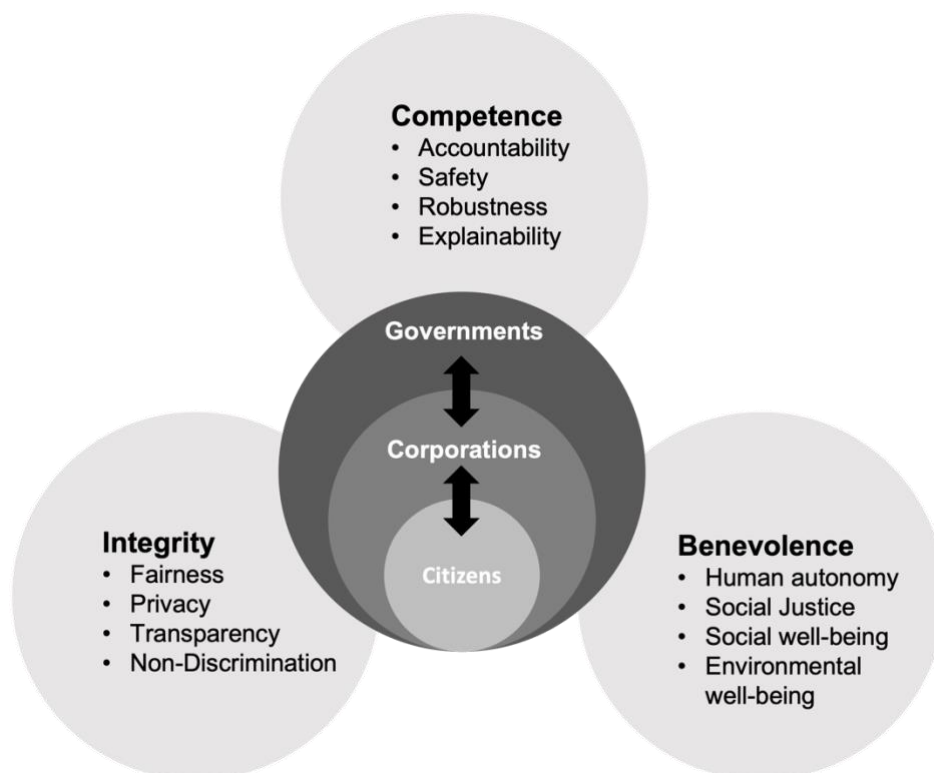 Competence
• Accountability
• Safety
• Robustness
• Explainability
Governments
Corporations
Citizens
Integrity
• Fairness
• Privacy
• Transparency
• Non-Discrimination
Benevolence
• Human autonomy
• Social Justice
• Social well-being
• Environmental
well-being